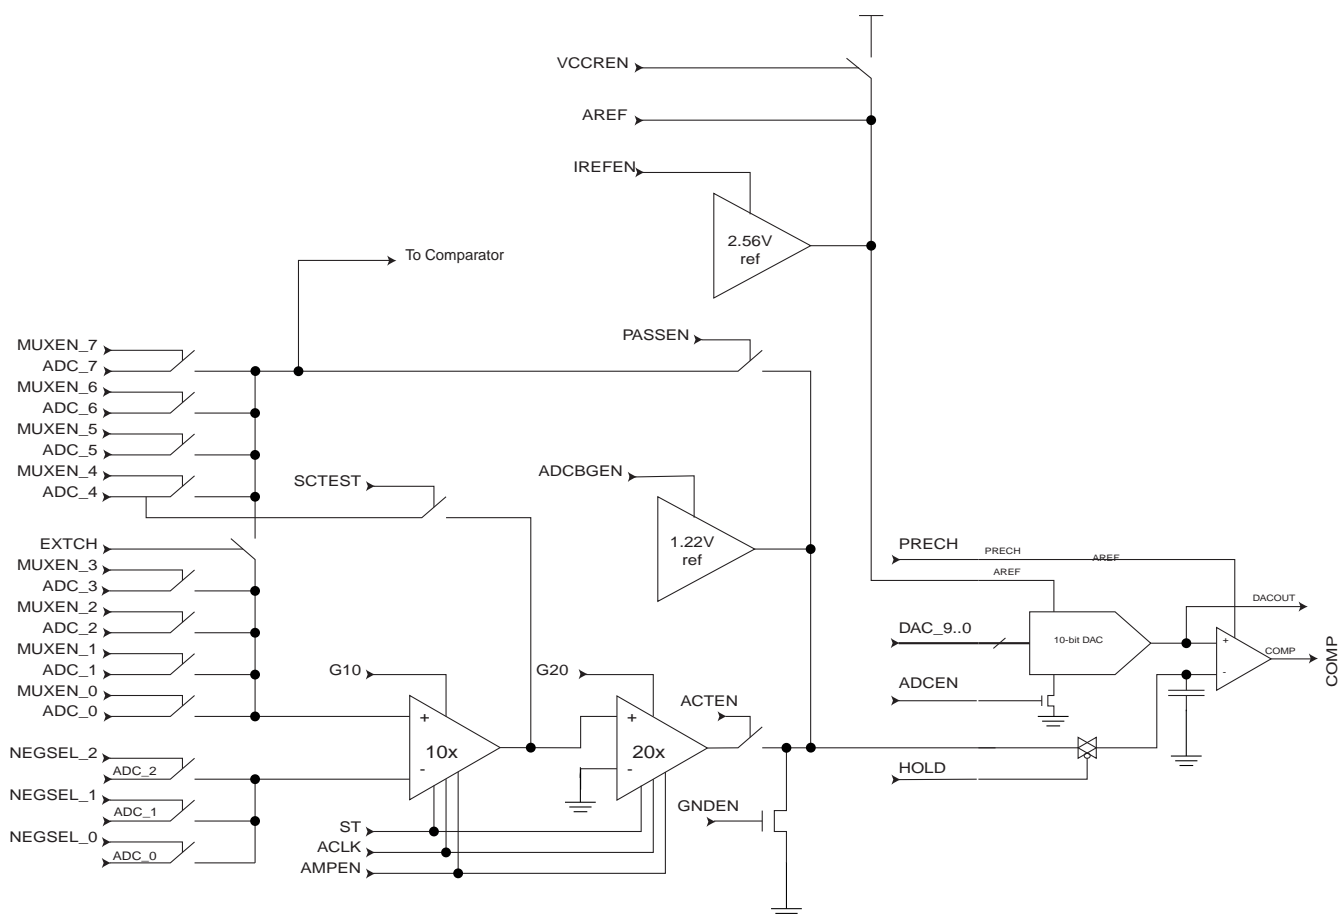 VCCREN
AREF
IREFEN
2.56V
ref
To Comparator
PASSEN
MUXEN_7
ADC_7
MUXEN_6
ADC_6
MUXEN_5
ADC_5
MUXEN_4
ADC_4
SCTEST
ADCBGEN
1.22V
ref
EXTCH
MUXEN_3
ADC_3
MUXEN_2
ADC_2
MUXEN_1
ADC_1
MUXEN_0
ADC_0
PRECH
PRECH
AREF
AREF
DACOUT
DAC_9..0
10-bit DAC
+
-
COMP
COMP
ADCEN
G10
G20
ACTEN
+
10x
-
+
20x
-
NEGSEL_2
ADC_2
NEGSEL_1
ADC_1
NEGSEL_0
ADC_0
HOLD
GNDEN
ST
ACLK
AMPEN